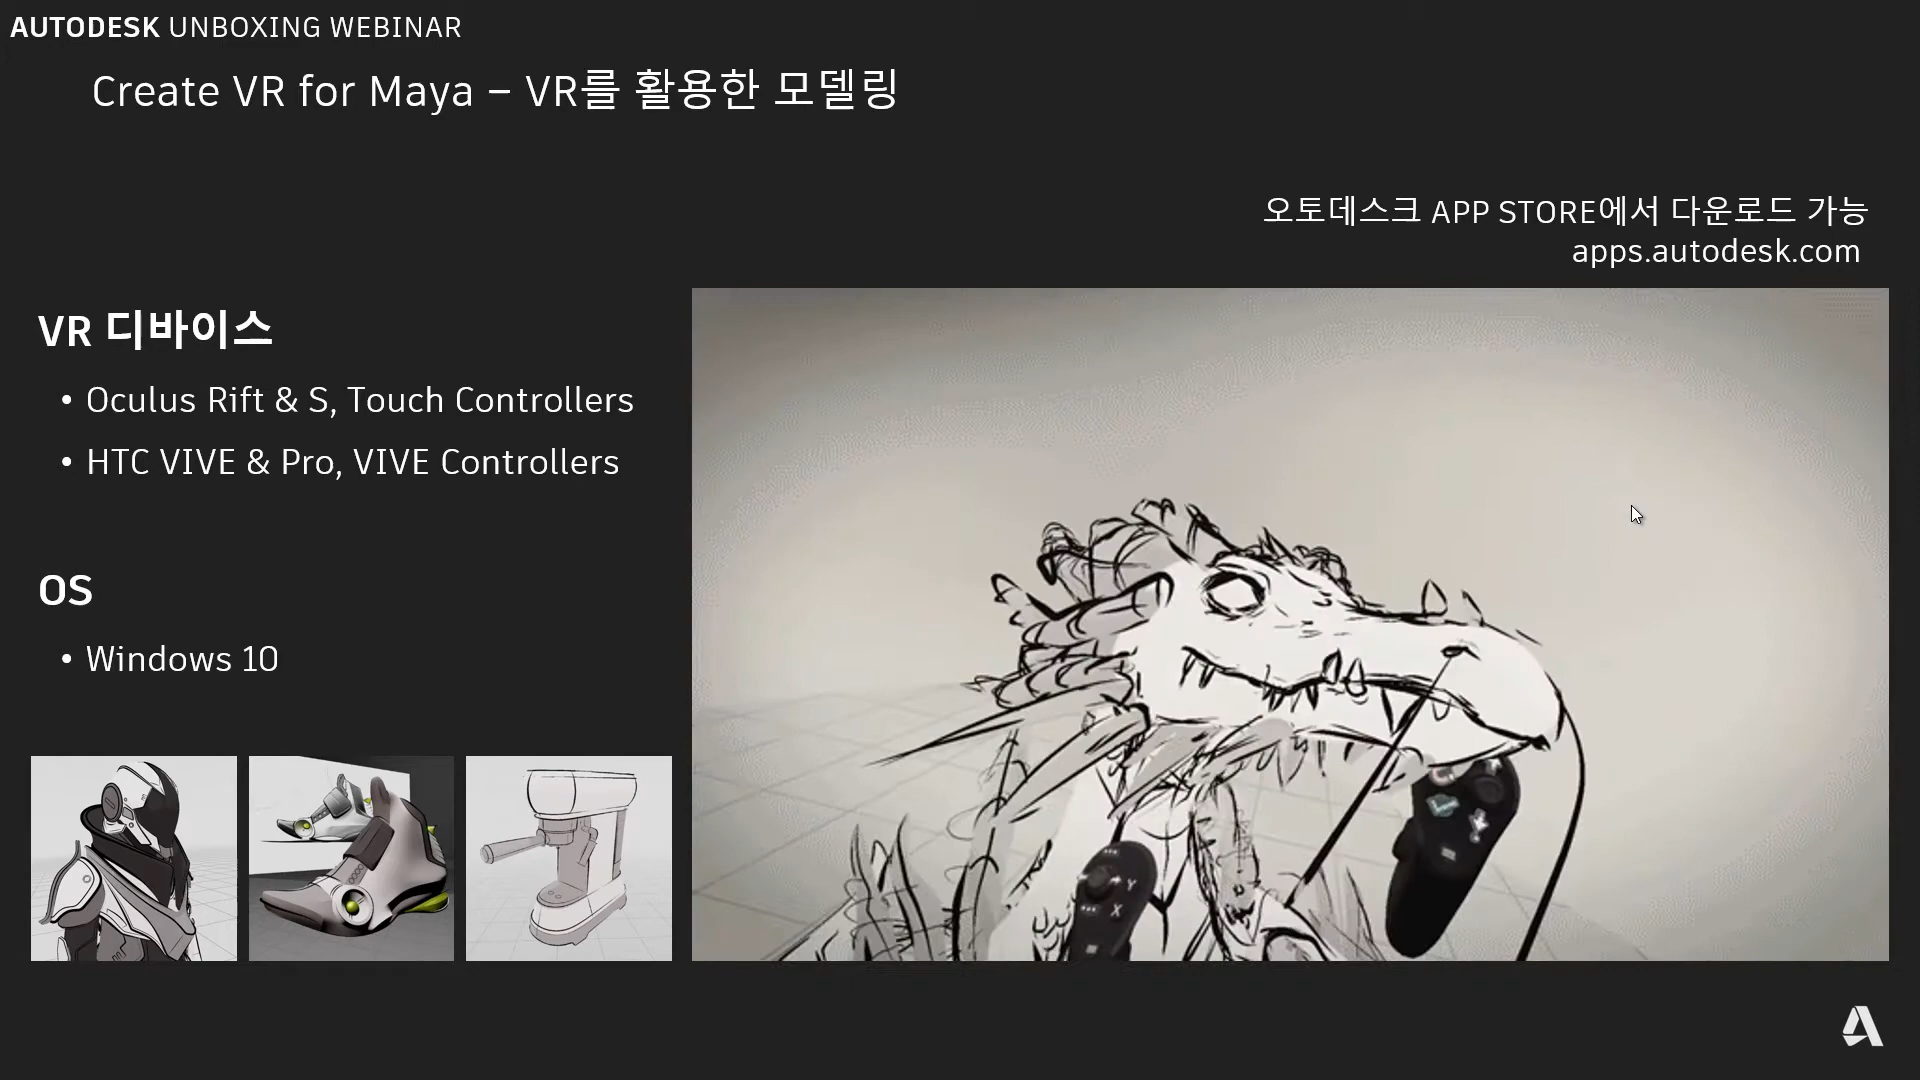 AUTODESK UNBOXING WEBINAR
Create VR for Maya – VR를 활용한 모델링
오토데스크 APP STORE에서 다운로드 가능
apps.autodesk.com
VR 디바이스
• Oculus Rift & S, Touch Controllers
• HTC VIVE & Pro, VIVE Controllers
OS
• Windows 10
Y
X